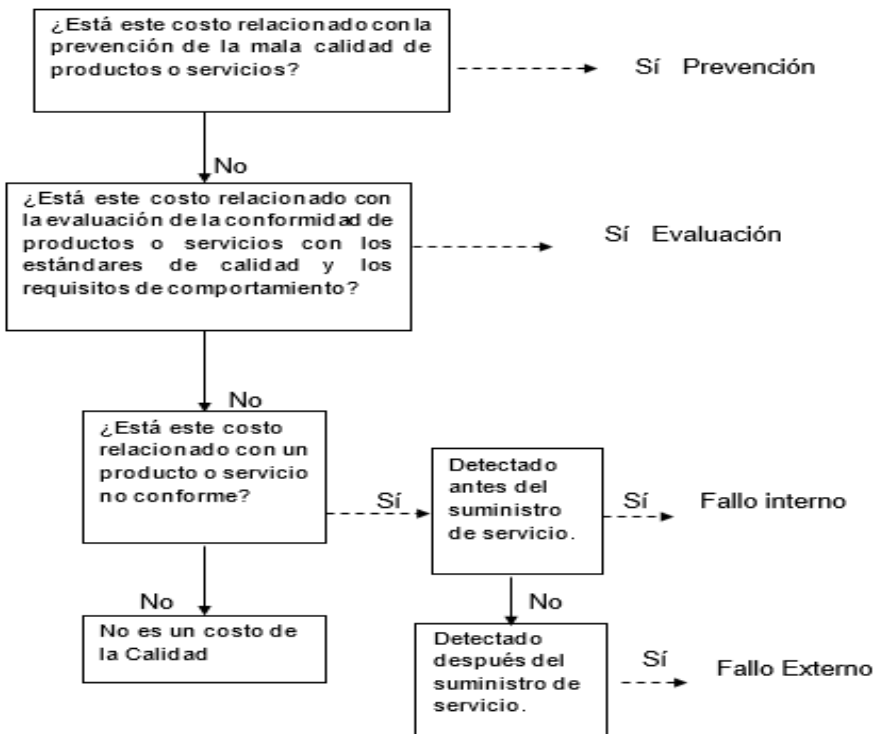 ¿Está este costo relacionado con la
prevención de la mala calidad de
productos o servicios?
Sí Prevención
No
¿Está este costo relacionado con
la evaluación de la conformidad de
productos o servicios con los
estándares de calidad y los
requisitos de comportamiento?
Sí Evaluación
No
¿Está este costo
relacionado con un
producto o servicio
no conforme?
Sí
Detectado
antes del
suministro
de servicio.
Sí
Fallo interno
No
No es un costo de
la Calidad
No
Detectado
después del
suministro de
servicio.
Sí
Fallo Externo